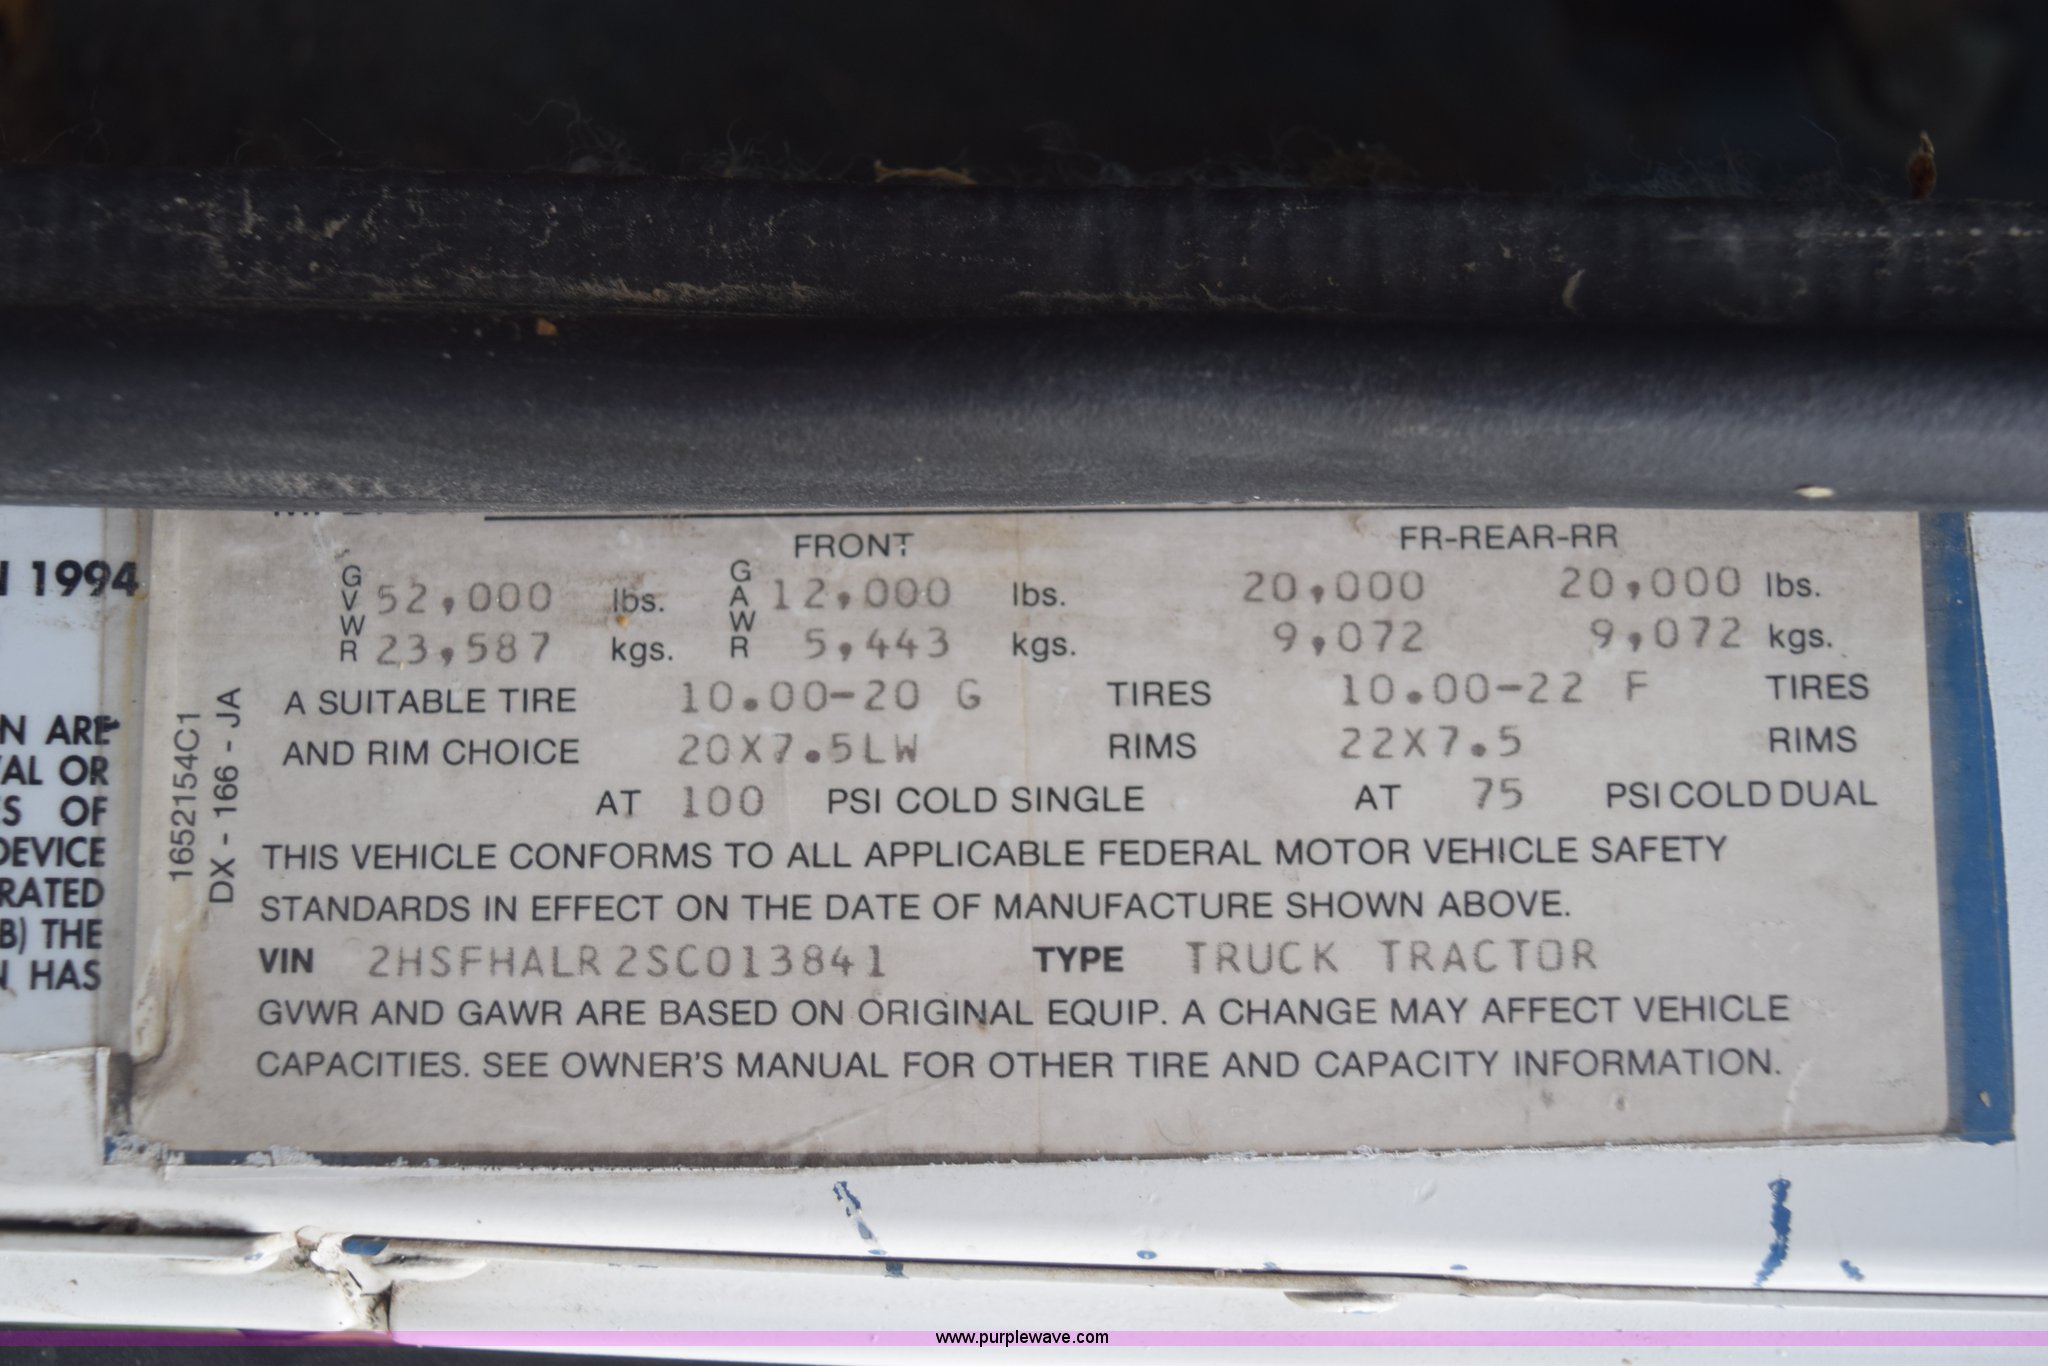 FRONT FR-REAR-RR
GVWR 52,000 lbs. GAWR 12,000 lbs. 20,000 20,000 lbs.
23,587 kgs. 5,443 kgs. 9,072 9,072 kgs.
A SUITABLE TIRE 10.00-20 G TIRES 10.00-22 F TIRES
AND RIM CHOICE 20X7.5LW RIMS 22X7.5 RIMS
AT 100 PSI COLD SINGLE AT 75 PSI COLD DUAL
THIS VEHICLE CONFORMS TO ALL APPLICABLE FEDERAL MOTOR VEHICLE SAFETY
STANDARDS IN EFFECT ON THE DATE OF MANUFACTURE SHOWN ABOVE.
VIN 2HSFHALR2SC013841 TYPE TRUCK TRACTOR
GVWR AND GAWR ARE BASED ON ORIGINAL EQUIP. A CHANGE MAY AFFECT VEHICLE
CAPACITIES. SEE OWNER'S MANUAL FOR OTHER TIRE AND CAPACITY INFORMATION.
1652154C1
DX - 166 - JA
1994
ARE
OR
OF
DEVICE
RATED
B) THE
HAS
www.purplewave.com